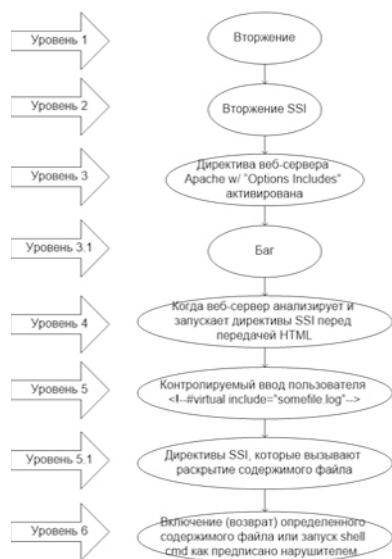 Уровень 1
Вторжение
Уровень 2
Вторжение SSI
Уровень 3
Директива веб-сервера
Apache w/ "Options Includes"
активирована
Уровень 3.1
Баг
Уровень 4
Когда веб-сервер анализирует и
запускает директивы SSI перед
передачей HTML
Уровень 5
Контролируемый ввод пользователя
<!--#virtual include="somefile.log"-->
Уровень 5.1
Директивы SSI, которые вызывают
раскрытие содержимого файла
Уровень 6
Включение (возврат) определенного
содержимого файла или запуск shell
cmd как предписано нарушителем